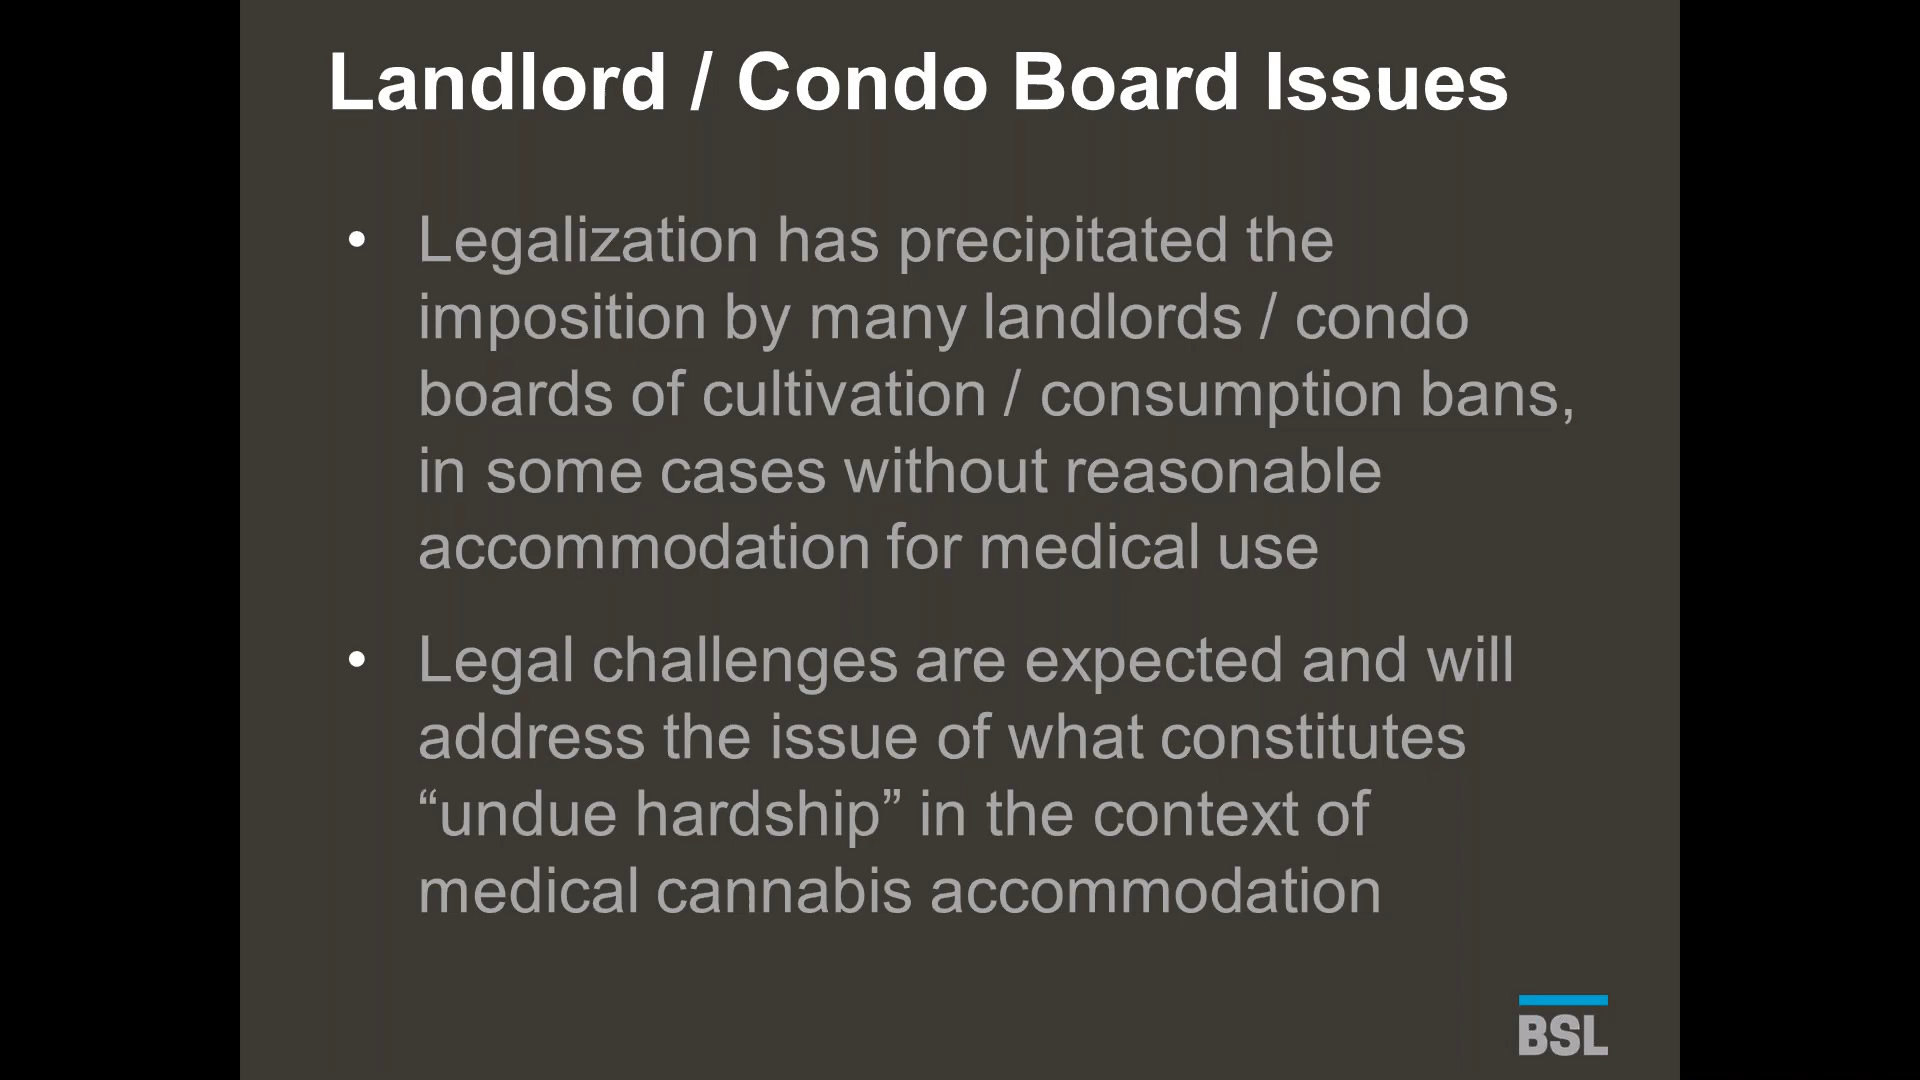 Landlord / Condo Board Issues
• Legalization has precipitated the
imposition by many landlords / condo
boards of cultivation / consumption bans,
in some cases without reasonable
accommodation for medical use
• Legal challenges are expected and will
address the issue of what constitutes
“undue hardship” in the context of
medical cannabis accommodation
BSL